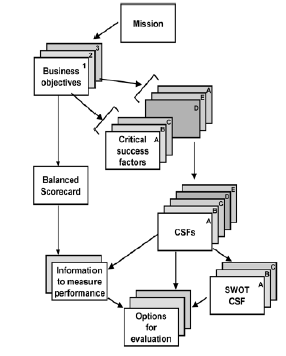 Mission
3
2
1
Business
objectives
A
E
D
C
B
A
Critical
success
factors
Balanced
Scorecard
E
D
C
B
A
CSFs
Information
to measure
performance
C
B
A
SWOT
CSF
Options
for
evaluation